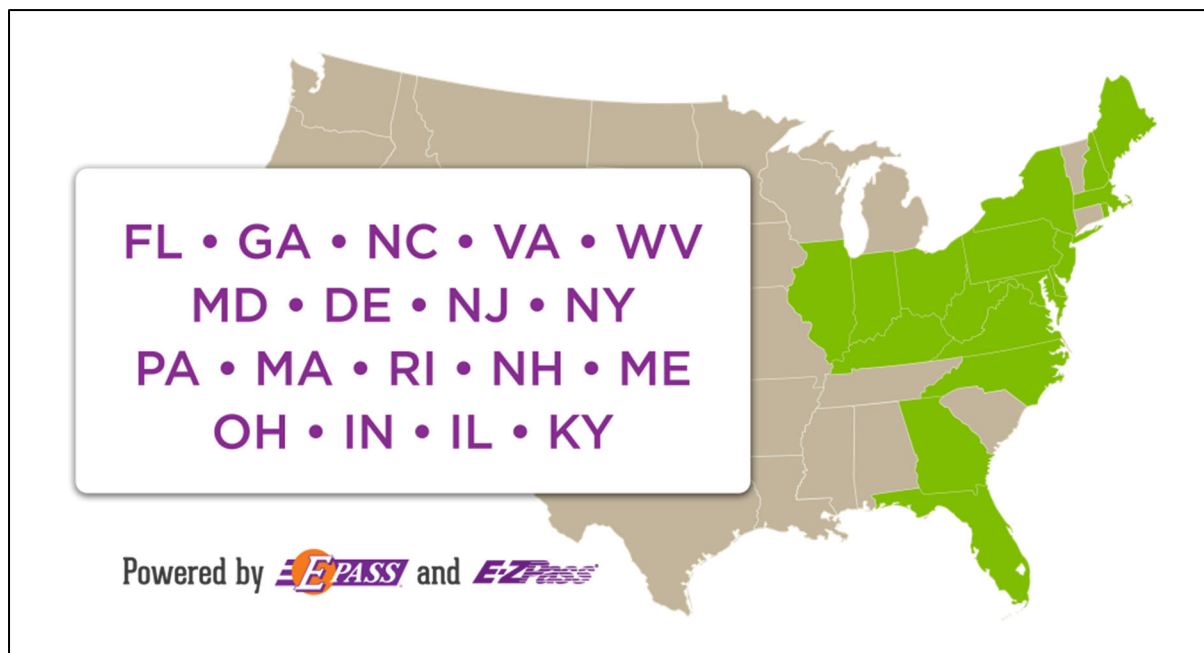 FL • GA • NC • VA • WV
MD • DE • NJ • NY
PA • MA • RI • NH • ME
OH • IN • IL • KY
Powered by EPASS and E-ZPass